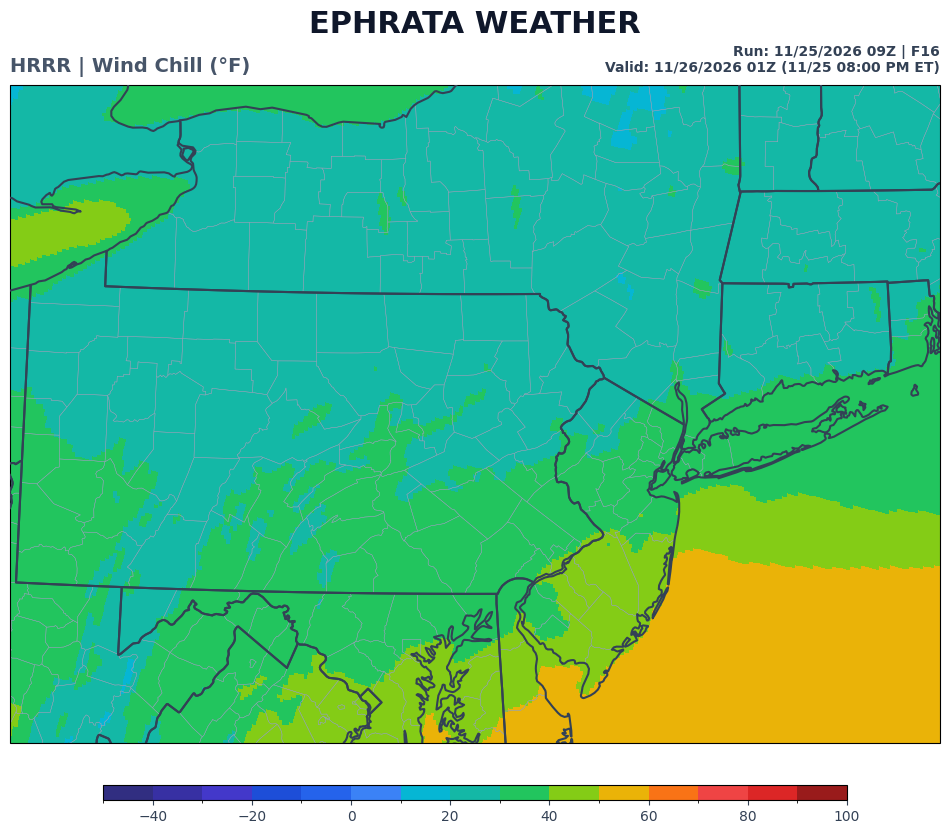 EPHRATA WEATHER
HRRR | Wind Chill (°F)
Run: 11/25/2026 09Z | F16
Valid: 11/26/2026 01Z (11/25 08:00 PM ET)
−40 −20 0 20 40 60 80 100